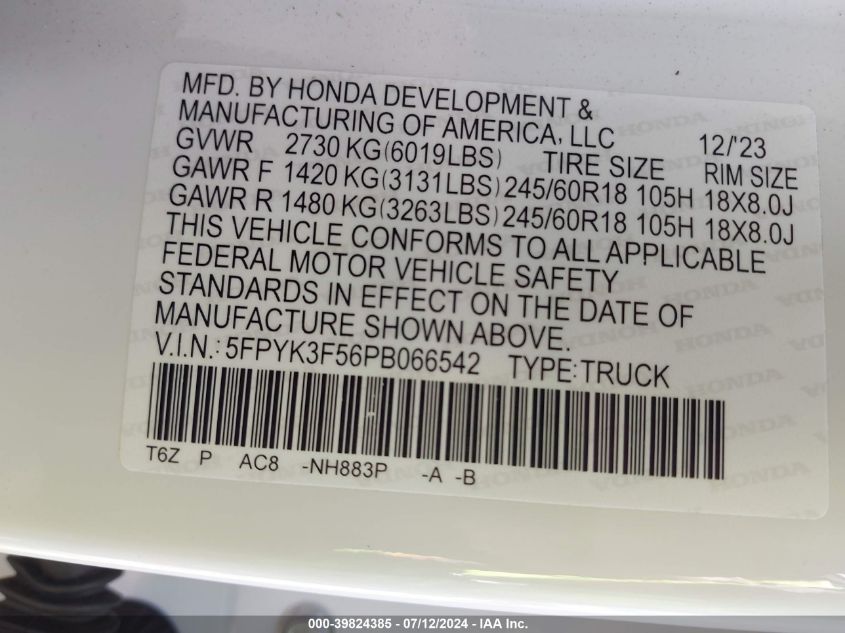 MFD. BY HONDA DEVELOPMENT &
MANUFACTURING OF AMERICA, LLC 12/'23
GVWR 2730 KG(6019LBS) TIRE SIZE RIM SIZE
GAWR F 1420 KG(3131LBS) 245/60R18 105H 18X8.0J
GAWR R 1480 KG(3263LBS) 245/60R18 105H 18X8.0J
THIS VEHICLE CONFORMS TO ALL APPLICABLE
FEDERAL MOTOR VEHICLE SAFETY
STANDARDS IN EFFECT ON THE DATE OF
MANUFACTURE SHOWN ABOVE.
V.I.N.: 5FPYK3F56PB066542 TYPE:TRUCK
T6Z P AC8 -NH883P -A -B
000-39824385 - 07/12/2024 - IAA Inc.